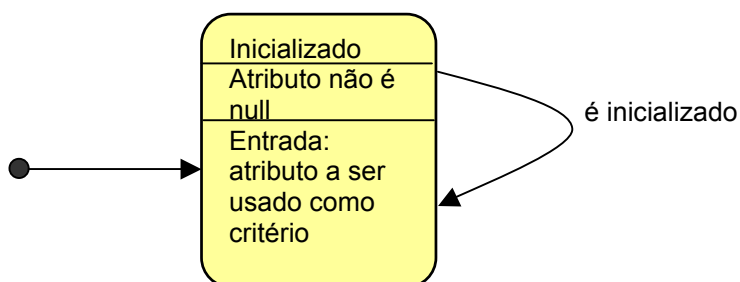 Inicializado
Atributo não é
null
Entrada:
atributo a ser
usado como
critério
é inicializado